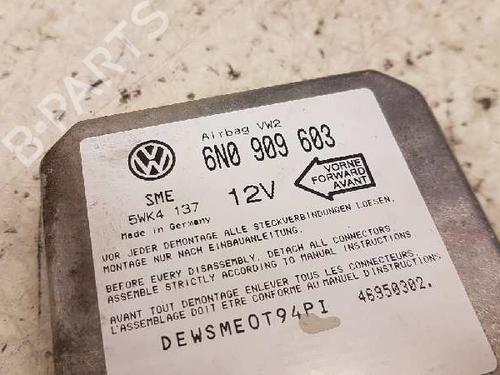 Airbag VW2
6N0 909 603
SME
5WK4 137
Made in Germany
12V
VORNE
FORWARD
AVANT
VOR JEDER DEMONTAGE ALLE STECKVERBINDUNGEN LOESEN,
MONTAGE NUR NACH EINBAUANLEITUNG.
BEFORE EVERY DISASSEMBLY, DETACH ALL CONNECTORS
ASSEMBLE STRICTLY ACCORDING TO MANUAL INSTRUCTIONS
AVANT TOUT DEMONTAGE ENLEVER TOUS LES CONNECTEURS.
L'ASSEMBLAGE DOIT ETRE CONFORME AU MANUEL D'INSTRUCTIONS
DEWSMEOT94PI
46950302.
B-PARTS